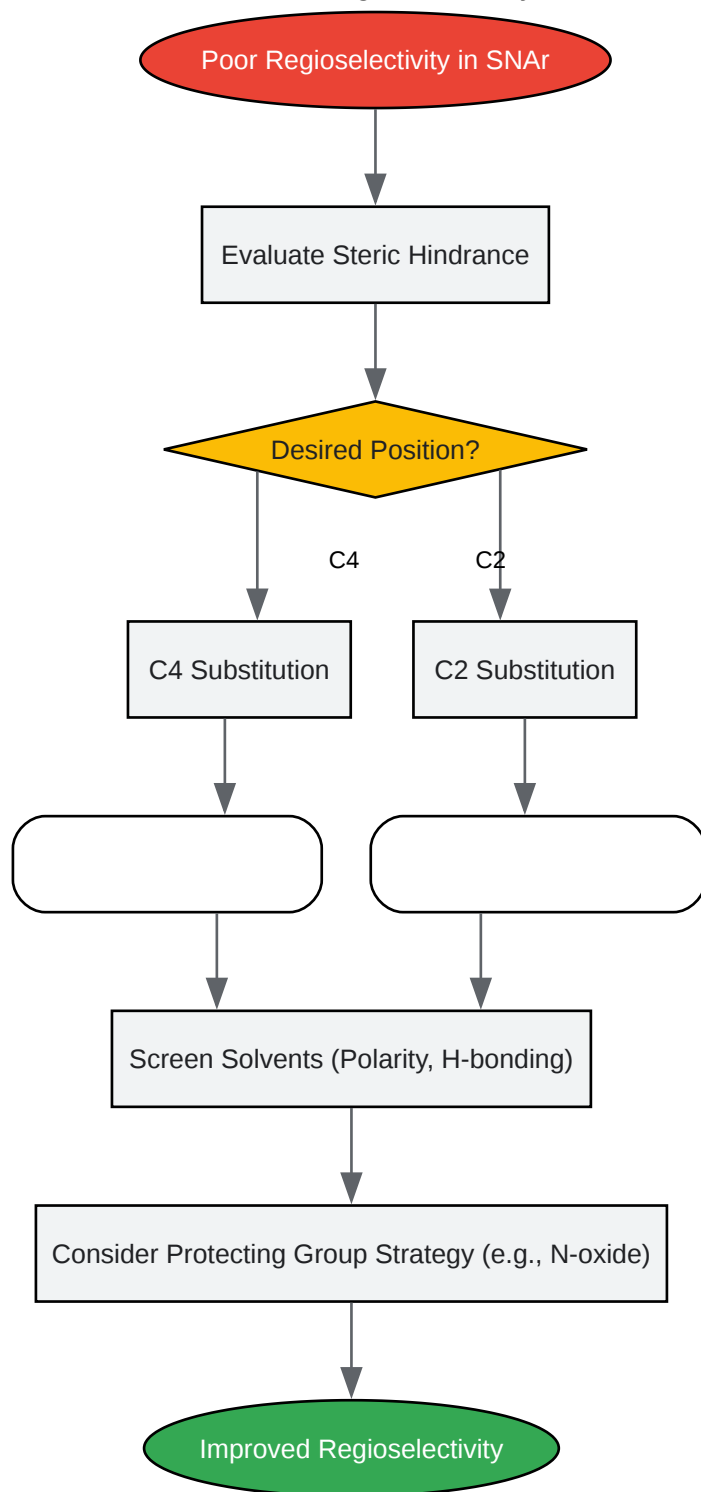 Poor Regioselectivity in SNAr
Evaluate Steric Hindrance
Desired Position?
C4
C2
C4 Substitution
C2 Substitution
Screen Solvents (Polarity, H-bonding)
Consider Protecting Group Strategy (e.g., N-oxide)
Improved Regioselectivity